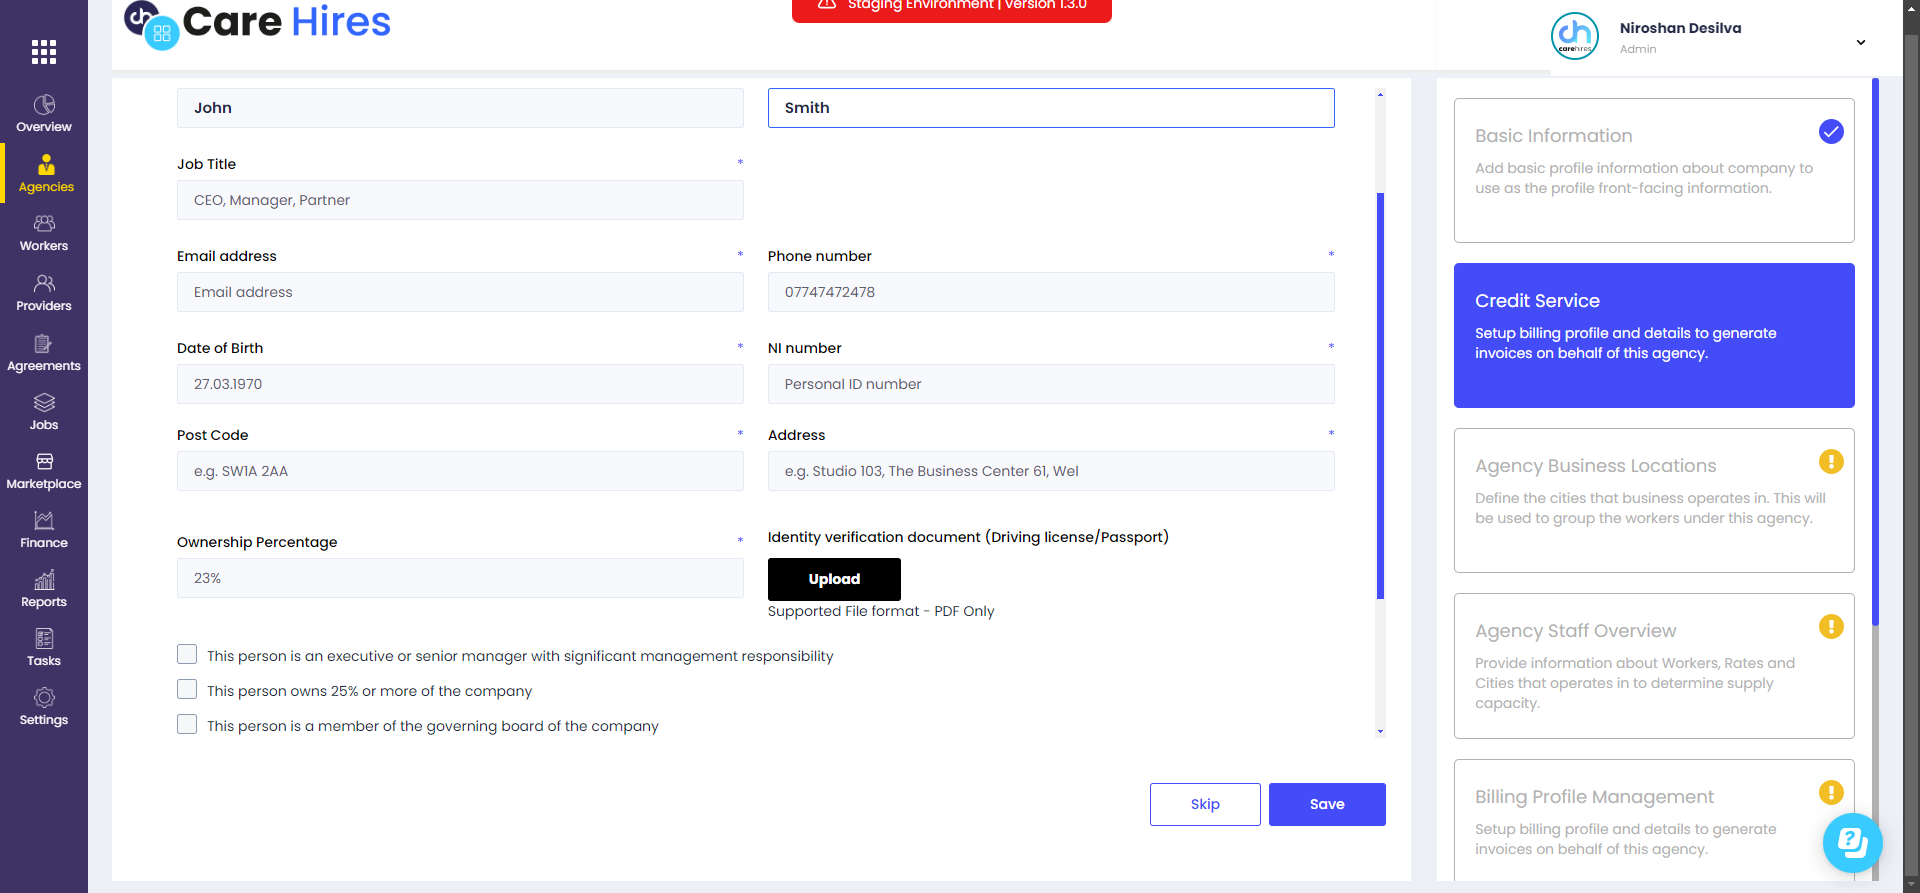 Care Hires
Staging Environment | Version 1.3.0
Niroshan Desilva
Admin
Overview
Agencies
Workers
Providers
Agreements
Jobs
Marketplace
Finance
Reports
Tasks
Settings
John
Smith
Job Title *
CEO, Manager, Partner
Email address *
Phone number *
Email address
07747472478
Date of Birth *
NI number *
27.03.1970
Personal ID number
Post Code *
Address *
e.g. SW1A 2AA
e.g. Studio 103, The Business Center 61, Wel
Ownership Percentage *
Identity verification document (Driving license/Passport)
23%
Upload
Supported File format - PDF Only
This person is an executive or senior manager with significant management responsibility
This person owns 25% or more of the company
This person is a member of the governing board of the company
Skip
Save
Basic Information
Add basic profile information about company to
use as the profile front-facing information.
Credit Service
Setup billing profile and details to generate
invoices on behalf of this agency.
Agency Business Locations
Define the cities that business operates in. This will
be used to group the workers under this agency.
Agency Staff Overview
Provide information about Workers, Rates and
Cities that operates in to determine supply
capacity.
Billing Profile Management
Setup billing profile and details to generate
invoices on behalf of this agency.